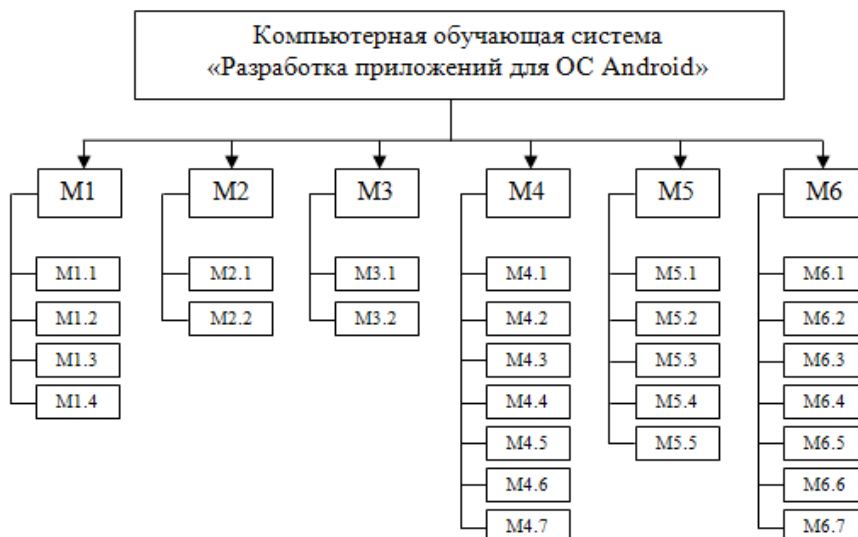 Компьютерная обучающая система
«Разработка приложений для ОС Android»
М1 М2 М3 М4 М5 М6
М1.1 М2.1 М3.1 М4.1 М5.1 М6.1
М1.2 М2.2 М3.2 М4.2 М5.2 М6.2
М1.3 М4.3 М5.3 М6.3
М1.4 М4.4 М5.4 М6.4
М4.5 М5.5 М6.5
М4.6 М6.6
М4.7 М6.7